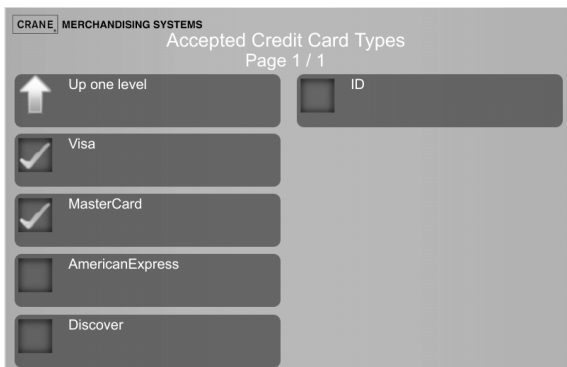 CRANE MERCHANDISING SYSTEMS
Accepted Credit Card Types
Page 1 / 1
Up one level
ID
Visa
MasterCard
AmericanExpress
Discover